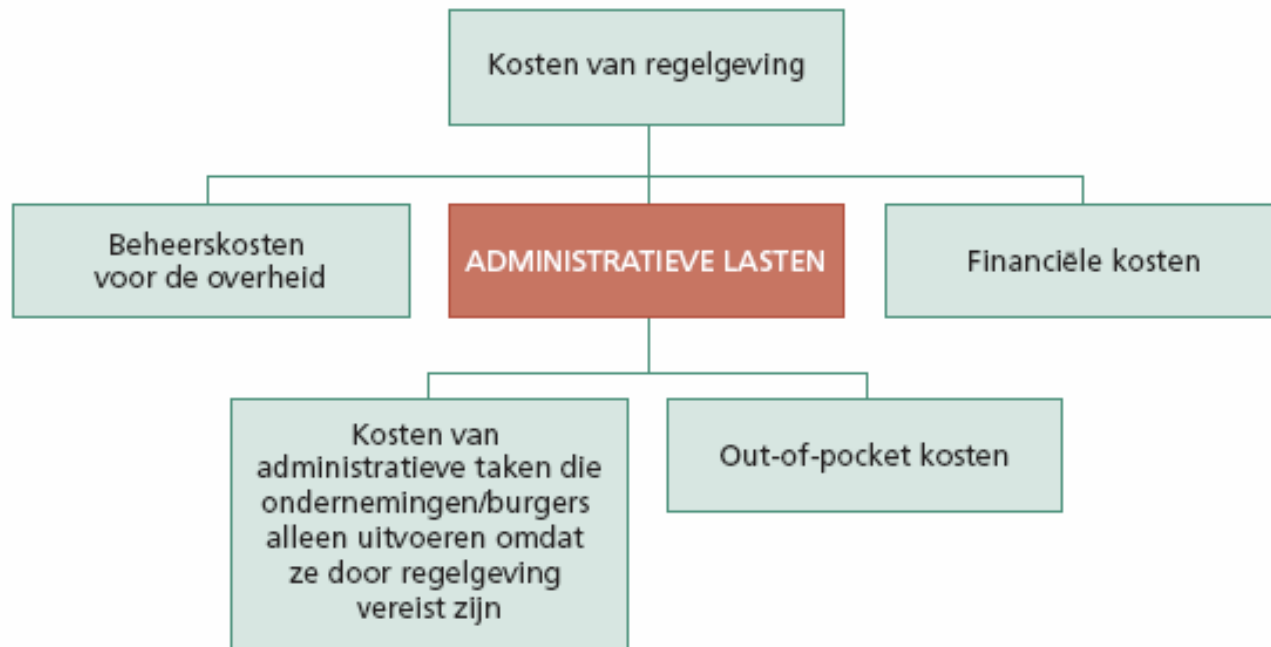 Kosten van regelgeving
Beheerskosten
voor de overheid
ADMINISTRATIEVE LASTEN
Financiële kosten
Kosten van
administratieve taken die
ondernemingen/burgers
alleen uitvoeren omdat
ze door regelgeving
vereist zijn
Out-of-pocket kosten